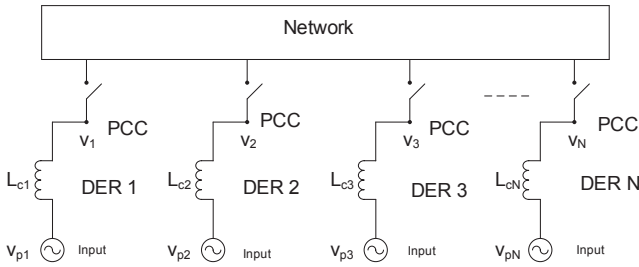 Network
PCC PCC PCC PCC
v1 v2 v3 vN
Lc1 DER 1 Lc2 DER 2 Lc3 DER 3 LcN DER N
vp1 Input vp2 Input vp3 Input vpN Input